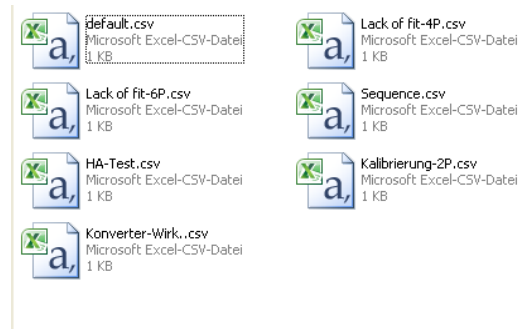 default.csv
Microsoft Excel-CSV-Datei
1 KB
Lack of fit-4P.csv
Microsoft Excel-CSV-Datei
1 KB
Lack of fit-6P.csv
Microsoft Excel-CSV-Datei
1 KB
Sequence.csv
Microsoft Excel-CSV-Datei
1 KB
HA-Test.csv
Microsoft Excel-CSV-Datei
1 KB
Kalibrierung-2P.csv
Microsoft Excel-CSV-Datei
1 KB
Konverter-Wirk..csv
Microsoft Excel-CSV-Datei
1 KB